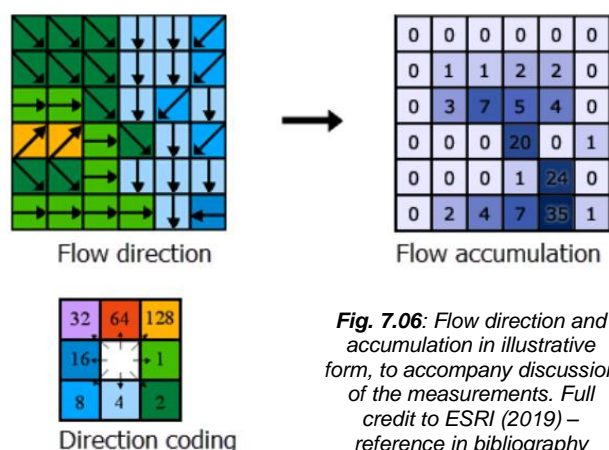 0 0 0 0 0 0
0 1 1 2 2 0
0 3 7 5 4 0
0 0 0 20 0 1
0 0 0 1 24 0
0 2 4 7 35 1
Flow direction
Flow accumulation
32 64 128
16 1
8 4 2
Direction coding
Fig. 7.06: Flow direction and
accumulation in illustrative
form, to accompany discussion
of the measurements. Full
credit to ESRI (2019) –
reference in bibliography